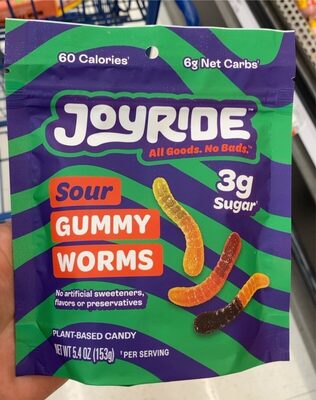 60 Calories† 6g Net Carbs†
JOYRIDE™
All Goods. No Bads.™
3g
Sugar†
Sour
GUMMY
WORMS
No artificial sweeteners,
flavors or preservatives
PLANT-BASED CANDY
NET WT 5.4 OZ (153g) †PER SERVING